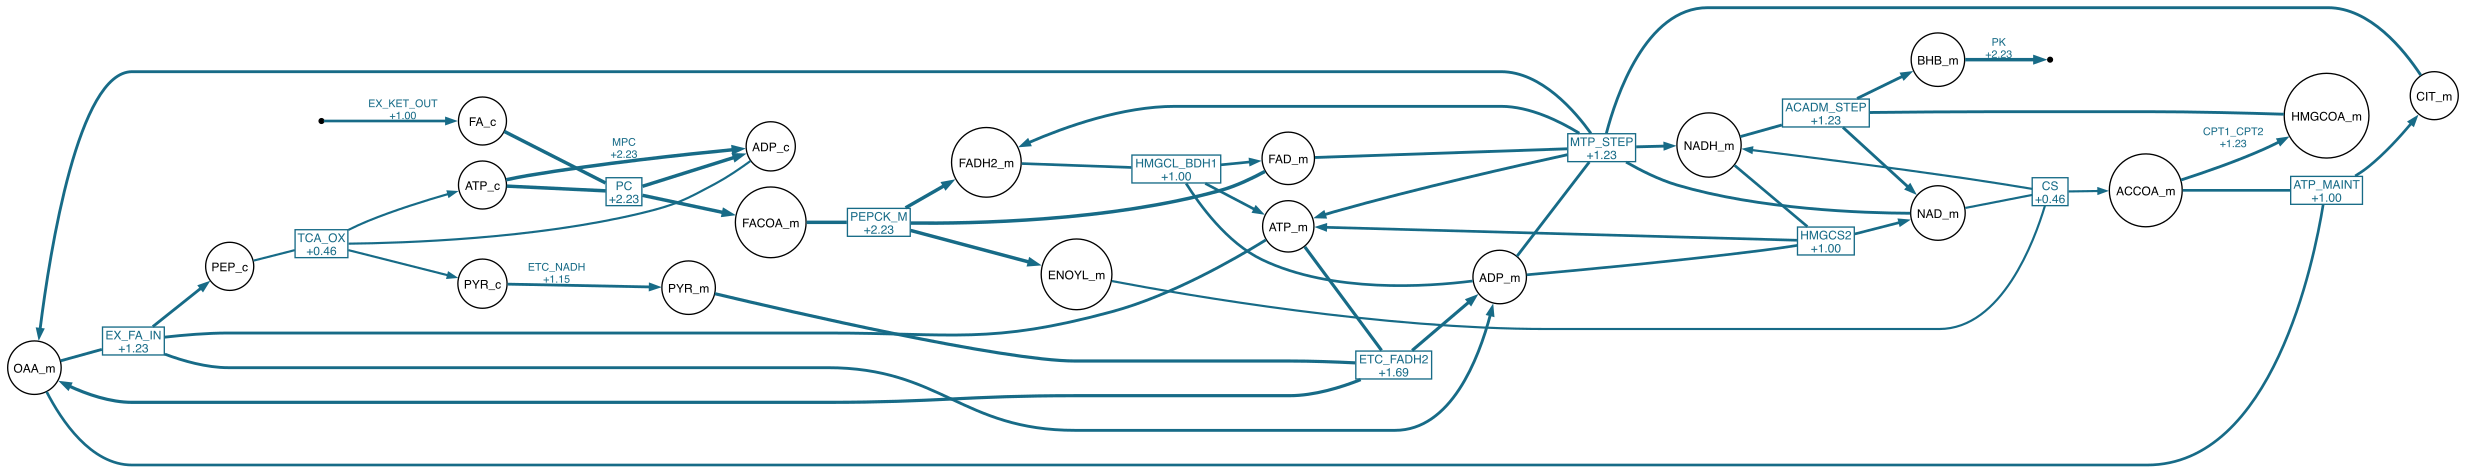 EX_KET_OUT
+1.00
FA_c
ATP_c
MPC
+2.23
ADP_c
PC
+2.23
FACOA_m
TCA_OX
+0.46
PEP_c
PYR_c
ETC_NADH
+1.15
PYR_m
EX_FA_IN
+1.23
OAA_m
PEPCK_M
+2.23
FADH2_m
ENOYL_m
HMGCL_BDH1
+1.00
FAD_m
ATP_m
ETC_FADH2
+1.69
ADP_m
MTP_STEP
+1.23
NADH_m
ACADM_STEP
+1.23
HMGCS2
+1.00
BHB_m
PK
+2.23
NAD_m
CS
+0.46
ACCOA_m
CPT1_CPT2
+1.23
HMGCOA_m
ATP_MAINT
+1.00
CIT_m